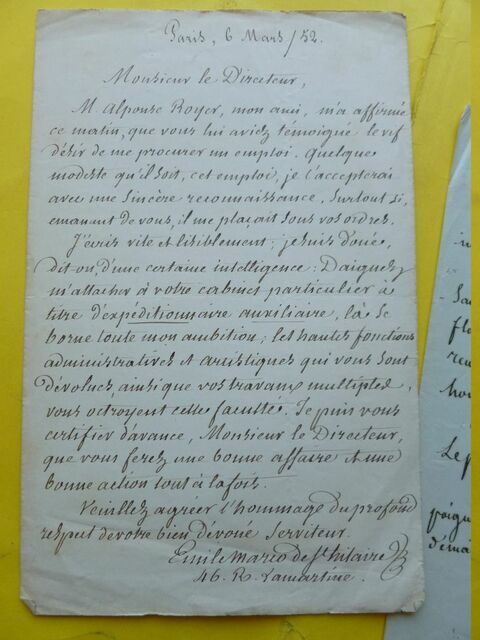 Paris, 6 Mars/52.
Monsieur le Directeur,
M. Alponse Royer, mon ami, m'a affirmé
ce matin, que vous lui aviez témoigné le vif
désir de me procurer un emploi. Quelque
modeste qu'il soit, cet emploi, je l'accepterai
avec une sincère reconnaissance, surtout si,
émanant de vous, il me plaçait sous vos ordres.
J'écris vite et lisiblement; je suis doué,
dit-on, d'une certaine intelligence: Daignez
m'attacher à votre cabinet particulier à
titre d'expéditionnaire auxiliaire, là se
borne toute mon ambition; les hautes fonctions
administratives et artistiques qui vous sont
dévolues, ainsi que vos travaux multiples,
vous octroyent cette faculté. Je puis vous
certifier d'avance, Monsieur le Directeur,
que vous ferez une bonne affaire et une
bonne action tout à la fois.
Veuillez agréer l'hommage du profond
respect de votre bien dévoué serviteur.
Emile Marco de St hilaire
46. R. Lamartine.